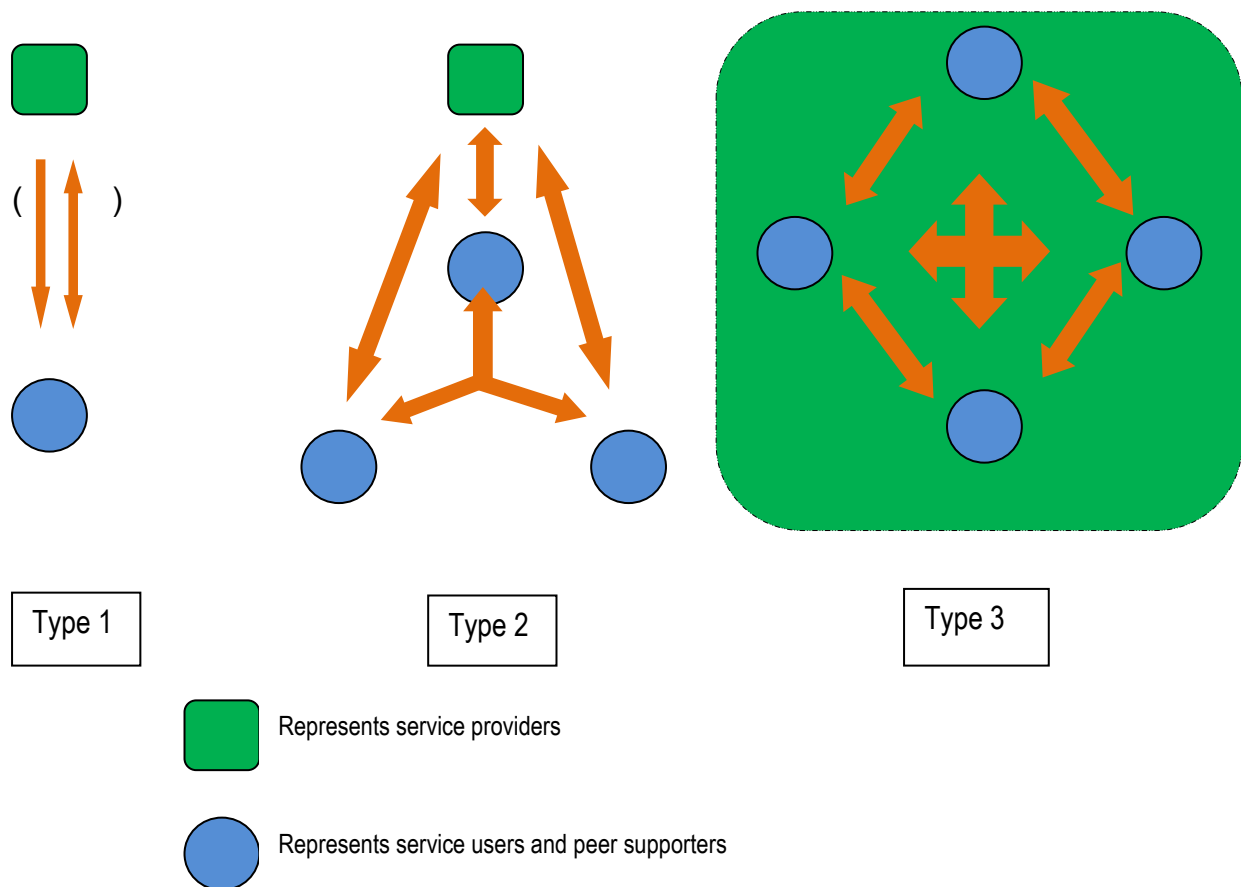 ( )
Type 1
Type 2
Type 3
Represents service providers
Represents service users and peer supporters